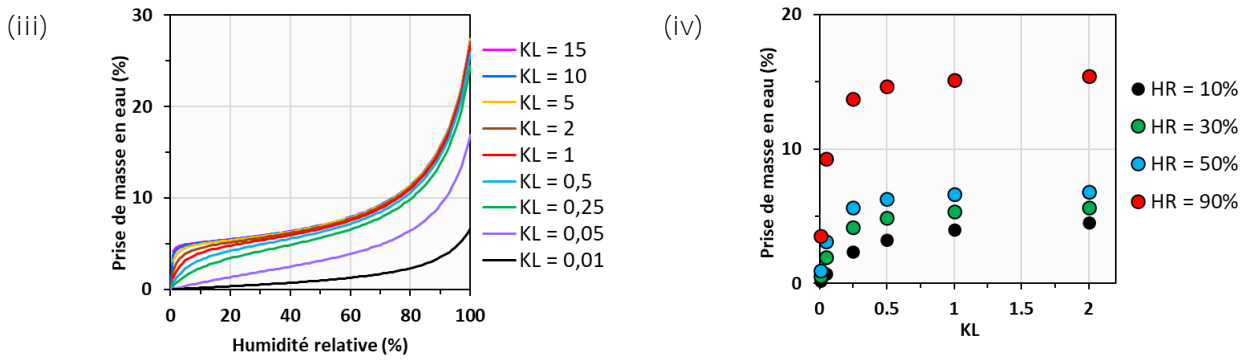 (iii)
Prise de masse en eau (%)
30
20
10
0
0 20 40 60 80 100
Humidité relative (%)
KL = 15
KL = 10
KL = 5
KL = 2
KL = 1
KL = 0,5
KL = 0,25
KL = 0,05
KL = 0,01
(iv)
Prise de masse en eau (%)
20
10
0
0 0.5 1 1.5 2
KL
HR = 10%
HR = 30%
HR = 50%
HR = 90%